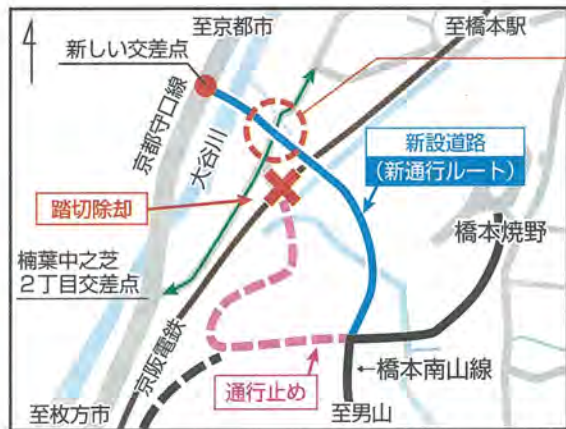 至京都市
至橋本駅
新しい交差点
京都守口線
大谷川
新設道路
(新通行ルート)
踏切除却
橋本焼野
楠葉中之芝
2丁目交差点
京阪電鉄
←橋本南山線
通行止め
至枚方市
至男山